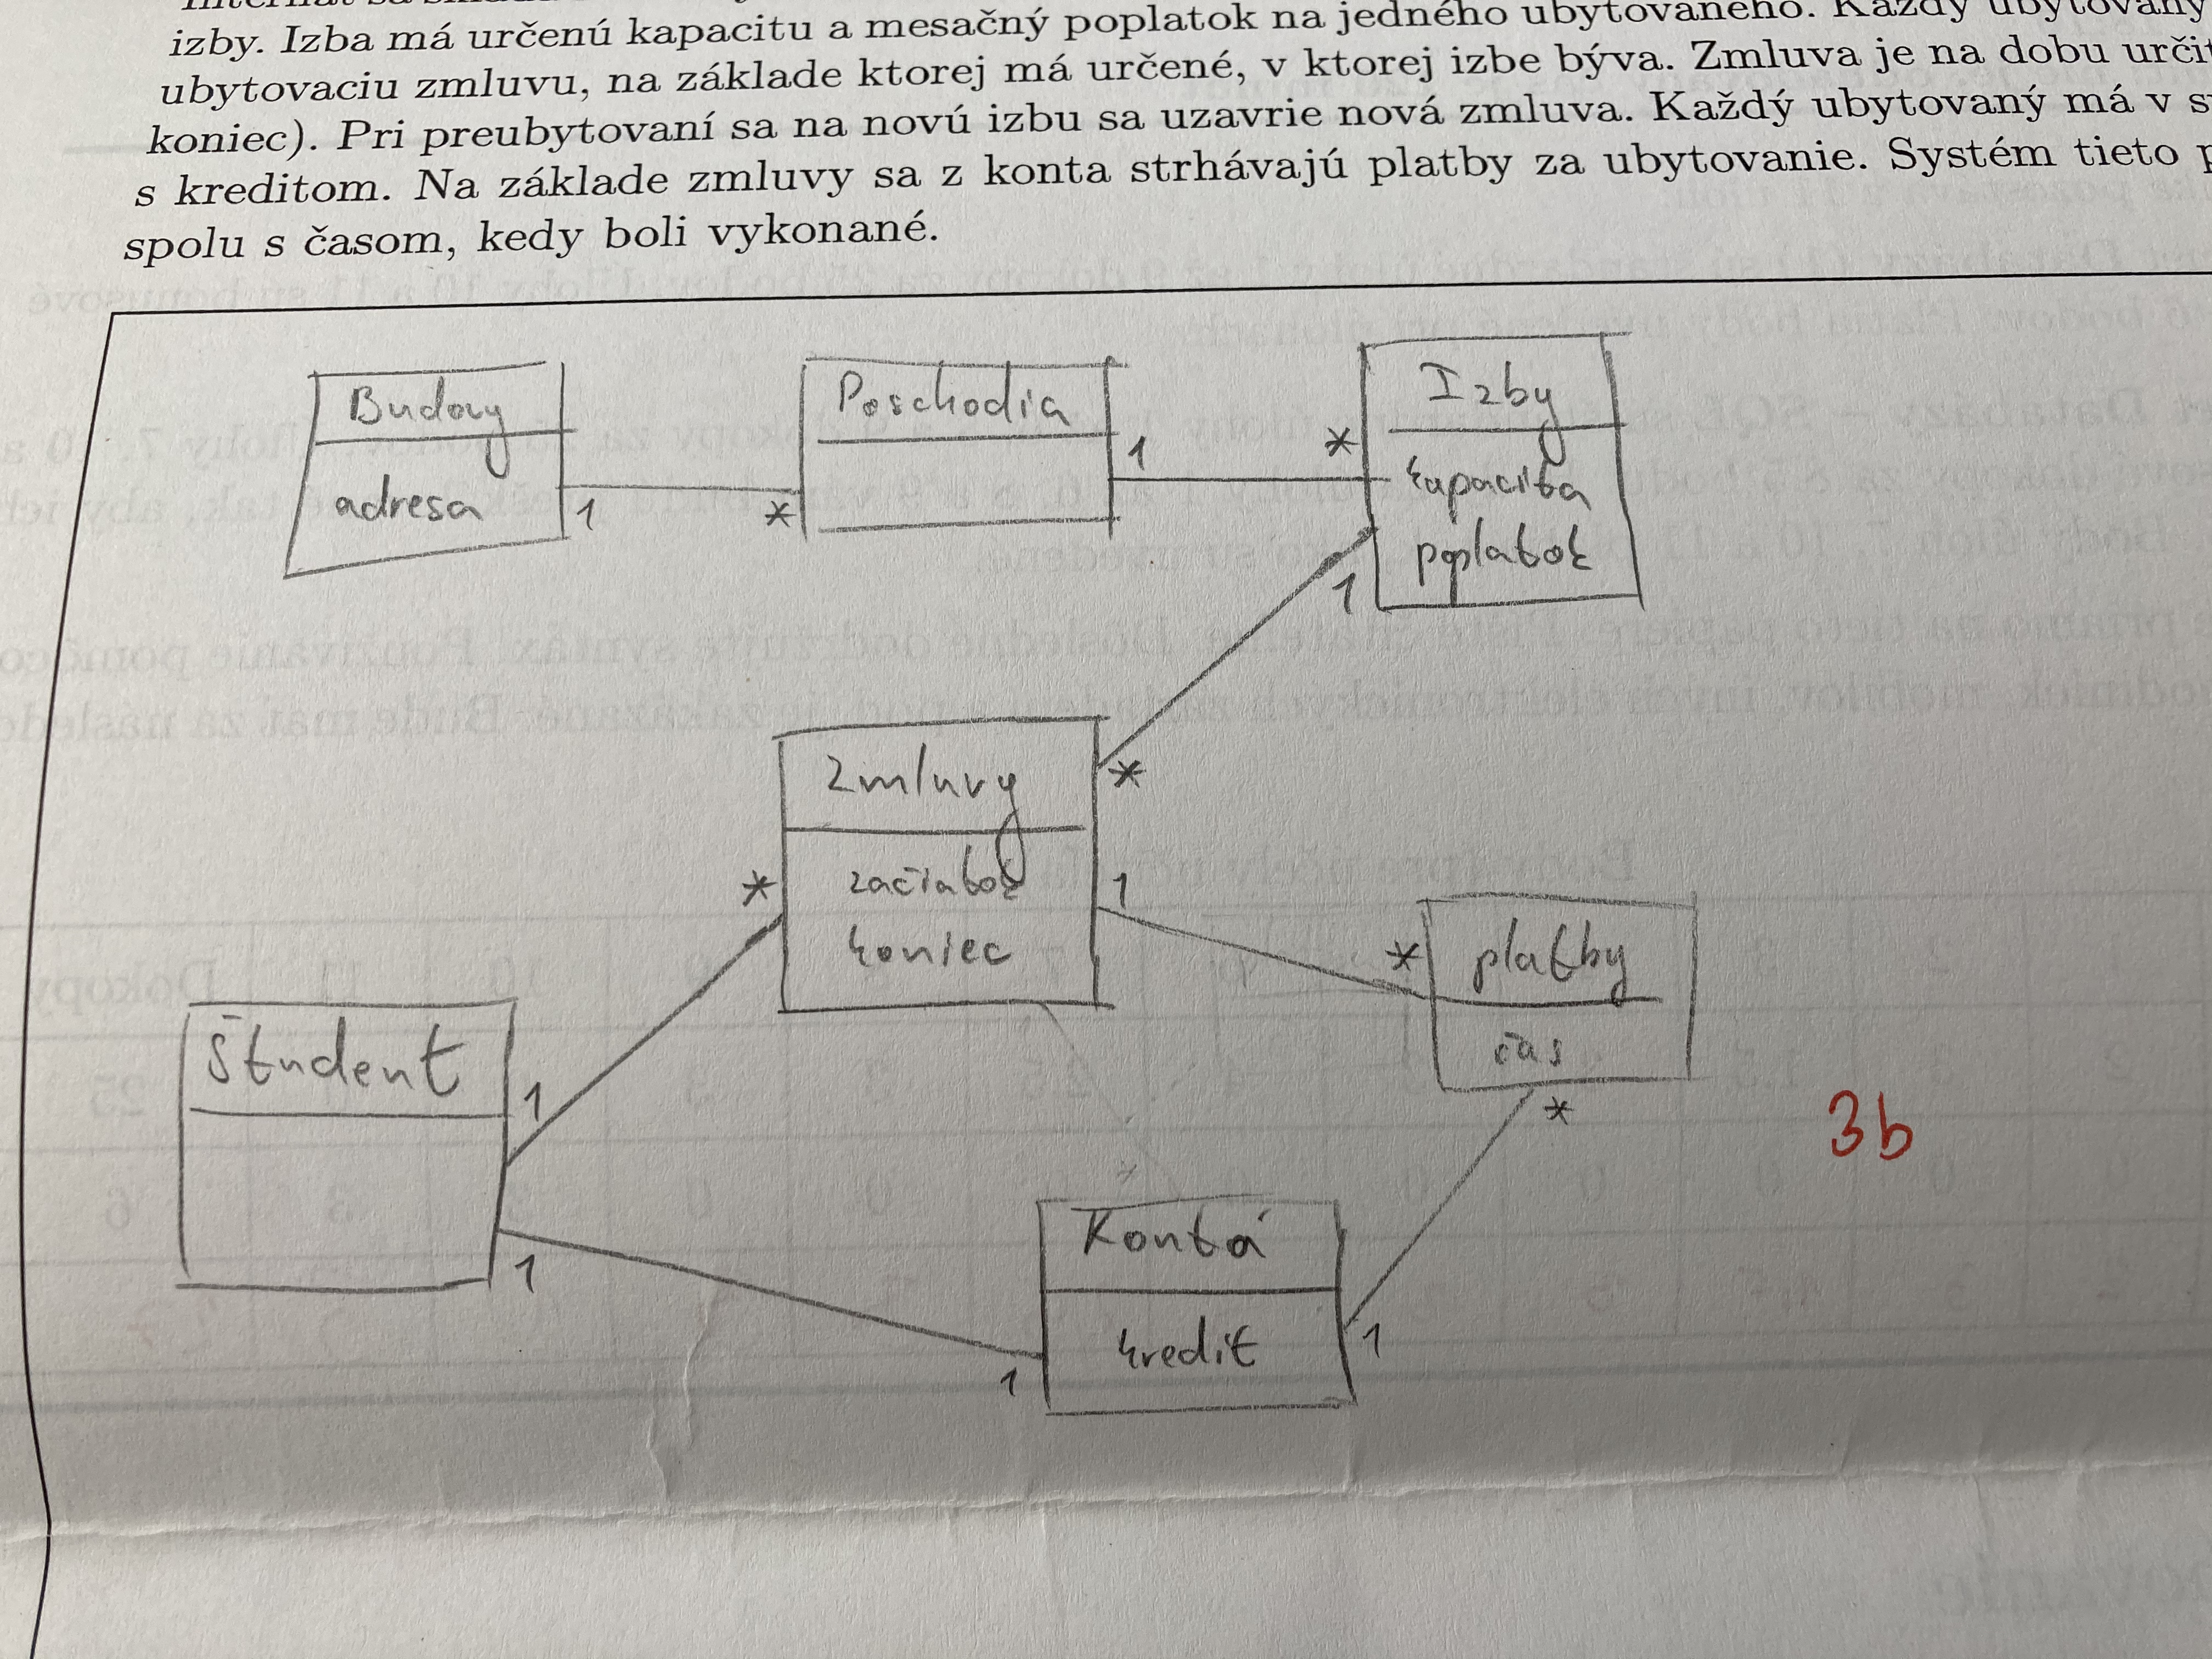 izby. Izba má určenú kapacitu a mesačný poplatok na jedného ubytovaného. Každý ubytovaný
ubytovaciu zmluvu, na základe ktorej má určené, v ktorej izbe býva. Zmluva je na dobu
koniec). Pri preubytovaní sa na novú izbu sa uzavrie nová zmluva. Každý ubytovaný má v
s kreditom. Na základe zmluvy sa z konta strhávajú platby za ubytovanie. Systém tieto
spolu s časom, kedy boli vykonané.
Budovy
adresa
1
*
Poschodia
1
*
Izby
kapacita
poplatok
1
*
Zmluvy
začiatok
koniec
*
1
1
*
platby
čas
*
3b
Študent
1
1
Kontá
kredit
1